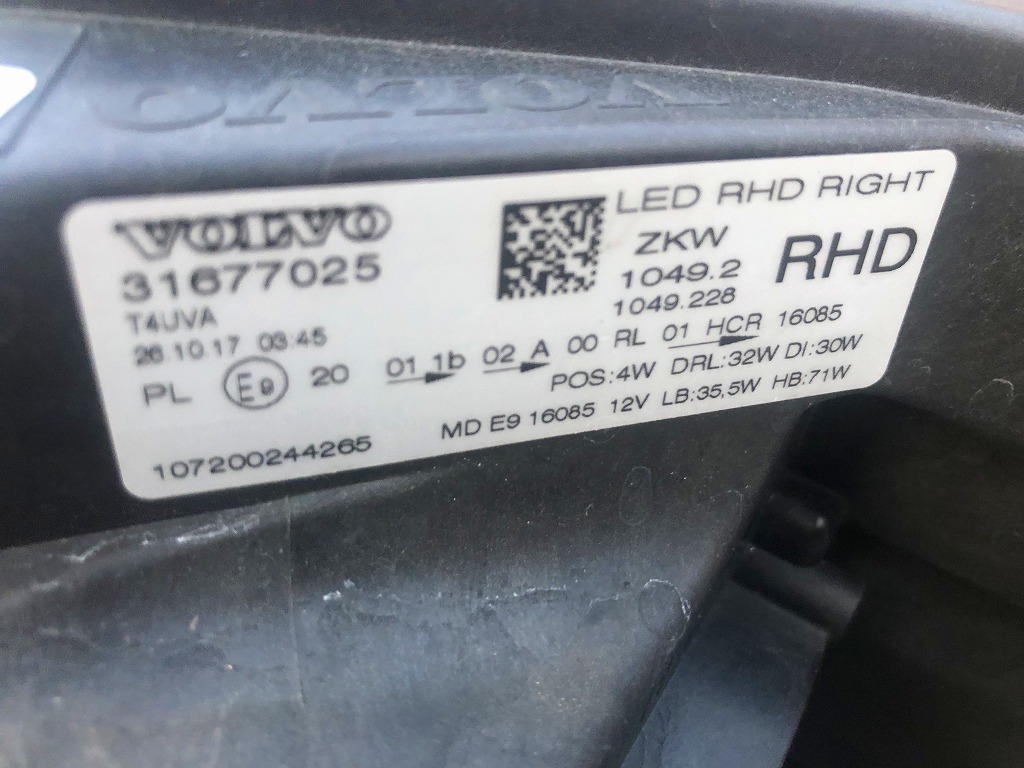 VOLVO
VOLVO
31677025
T4UVA
26.10.17 03:45
PL E9 20 01 1b 02 A 00 RL 01 HCR 16085
LED RHD RIGHT
ZKW
1049.2
1049.228
RHD
POS:4W DRL:32W DI:30W
MD E9 16085 12V LB:35,5W HB:71W
107200244265